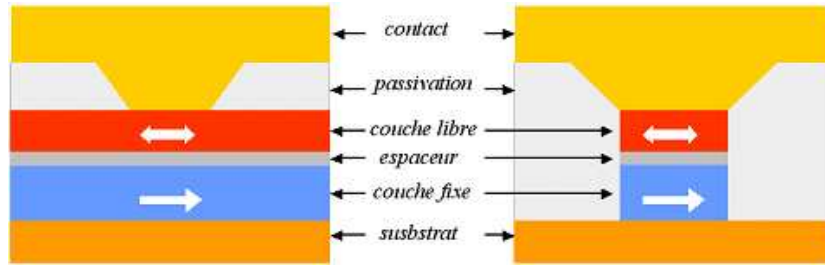 contact
passivation
couche libre
espaceur
couche fixe
susbstrat